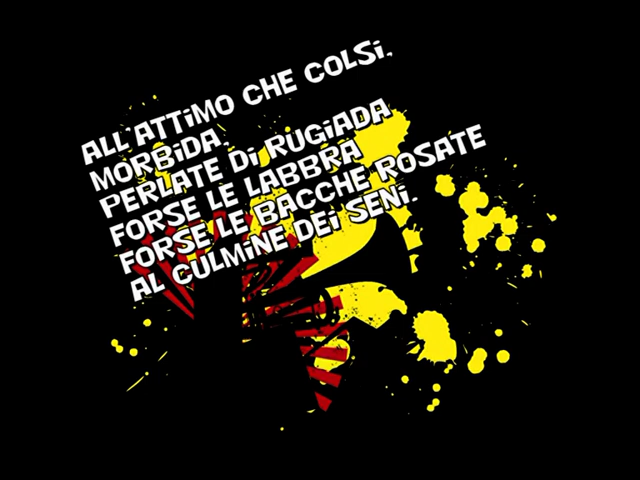 ALL'ATTiMO CHE COLSi.
MORBiDA.
PERLATE Di RUGiADA
FORSE LE LABBRA
FORSE LE BACCHE ROSATE
AL CULMiNE DEi SENi.